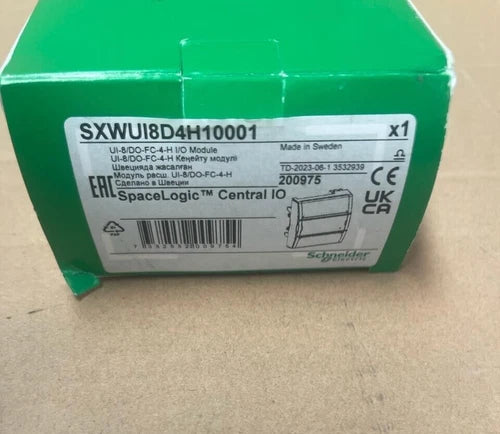 SXWUI8D4H10001 x1
UI-8/DO-FC-4-H I/O Module
UI-8/DO-FC-4-H Кеңейту модулі
Швецияда жасалған
Модуль расш. UI-8/DO-FC-4-H
Сделано в Швеции
Made in Sweden
TD-2023-06-1 3532939
200975
EAC CE
SpaceLogic™ Central IO
UK
CA
PAP
Schneider
Electric